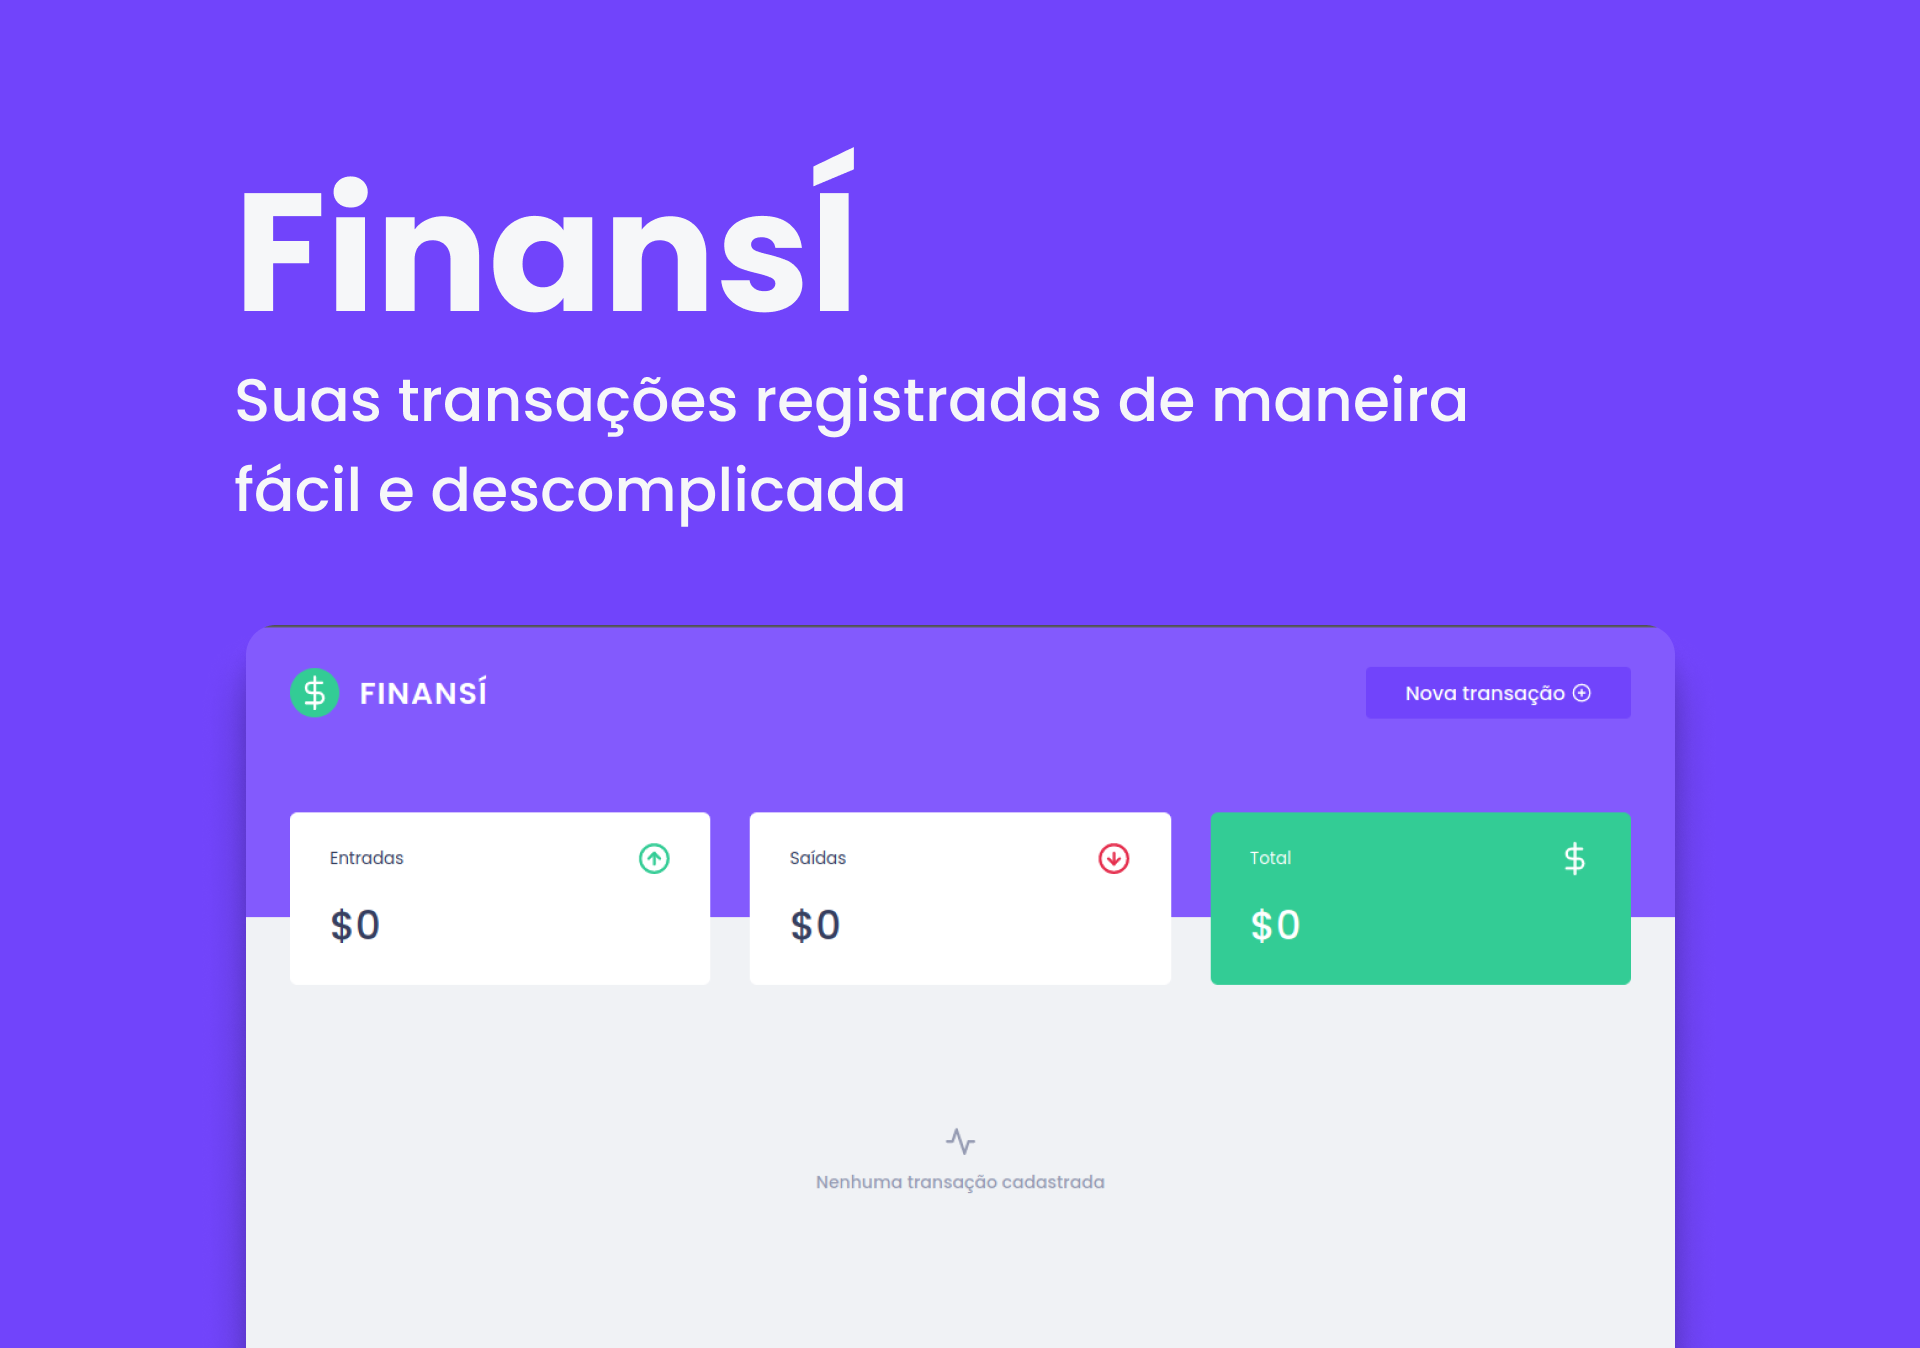 FinansÍ
Suas transações registradas de maneira
fácil e descomplicada
FINANSÍ
Nova transação
Entradas
Saídas
Total
$
$0
$0
$0
Nenhuma transação cadastrada